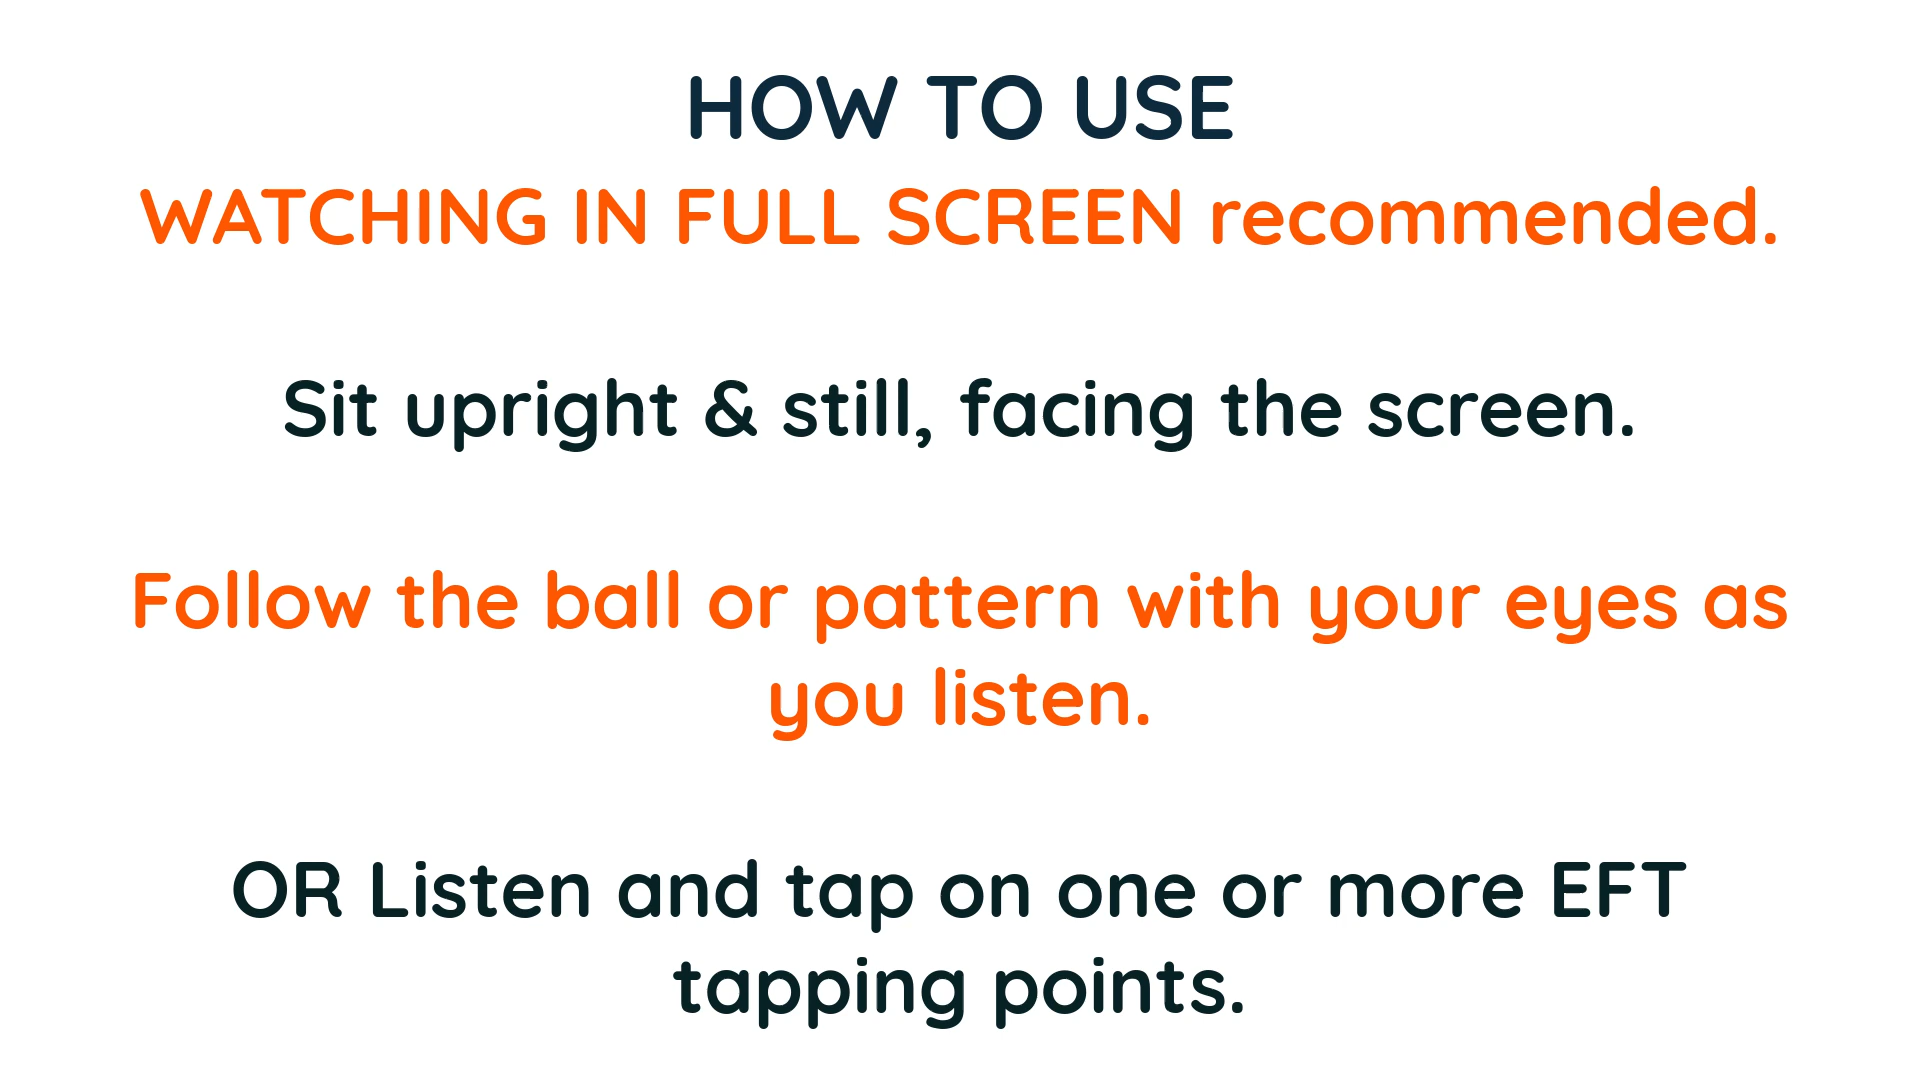 HOW TO USE
WATCHING IN FULL SCREEN recommended.
Sit upright & still, facing the screen.
Follow the ball or pattern with your eyes as
you listen.
OR Listen and tap on one or more EFT
tapping points.